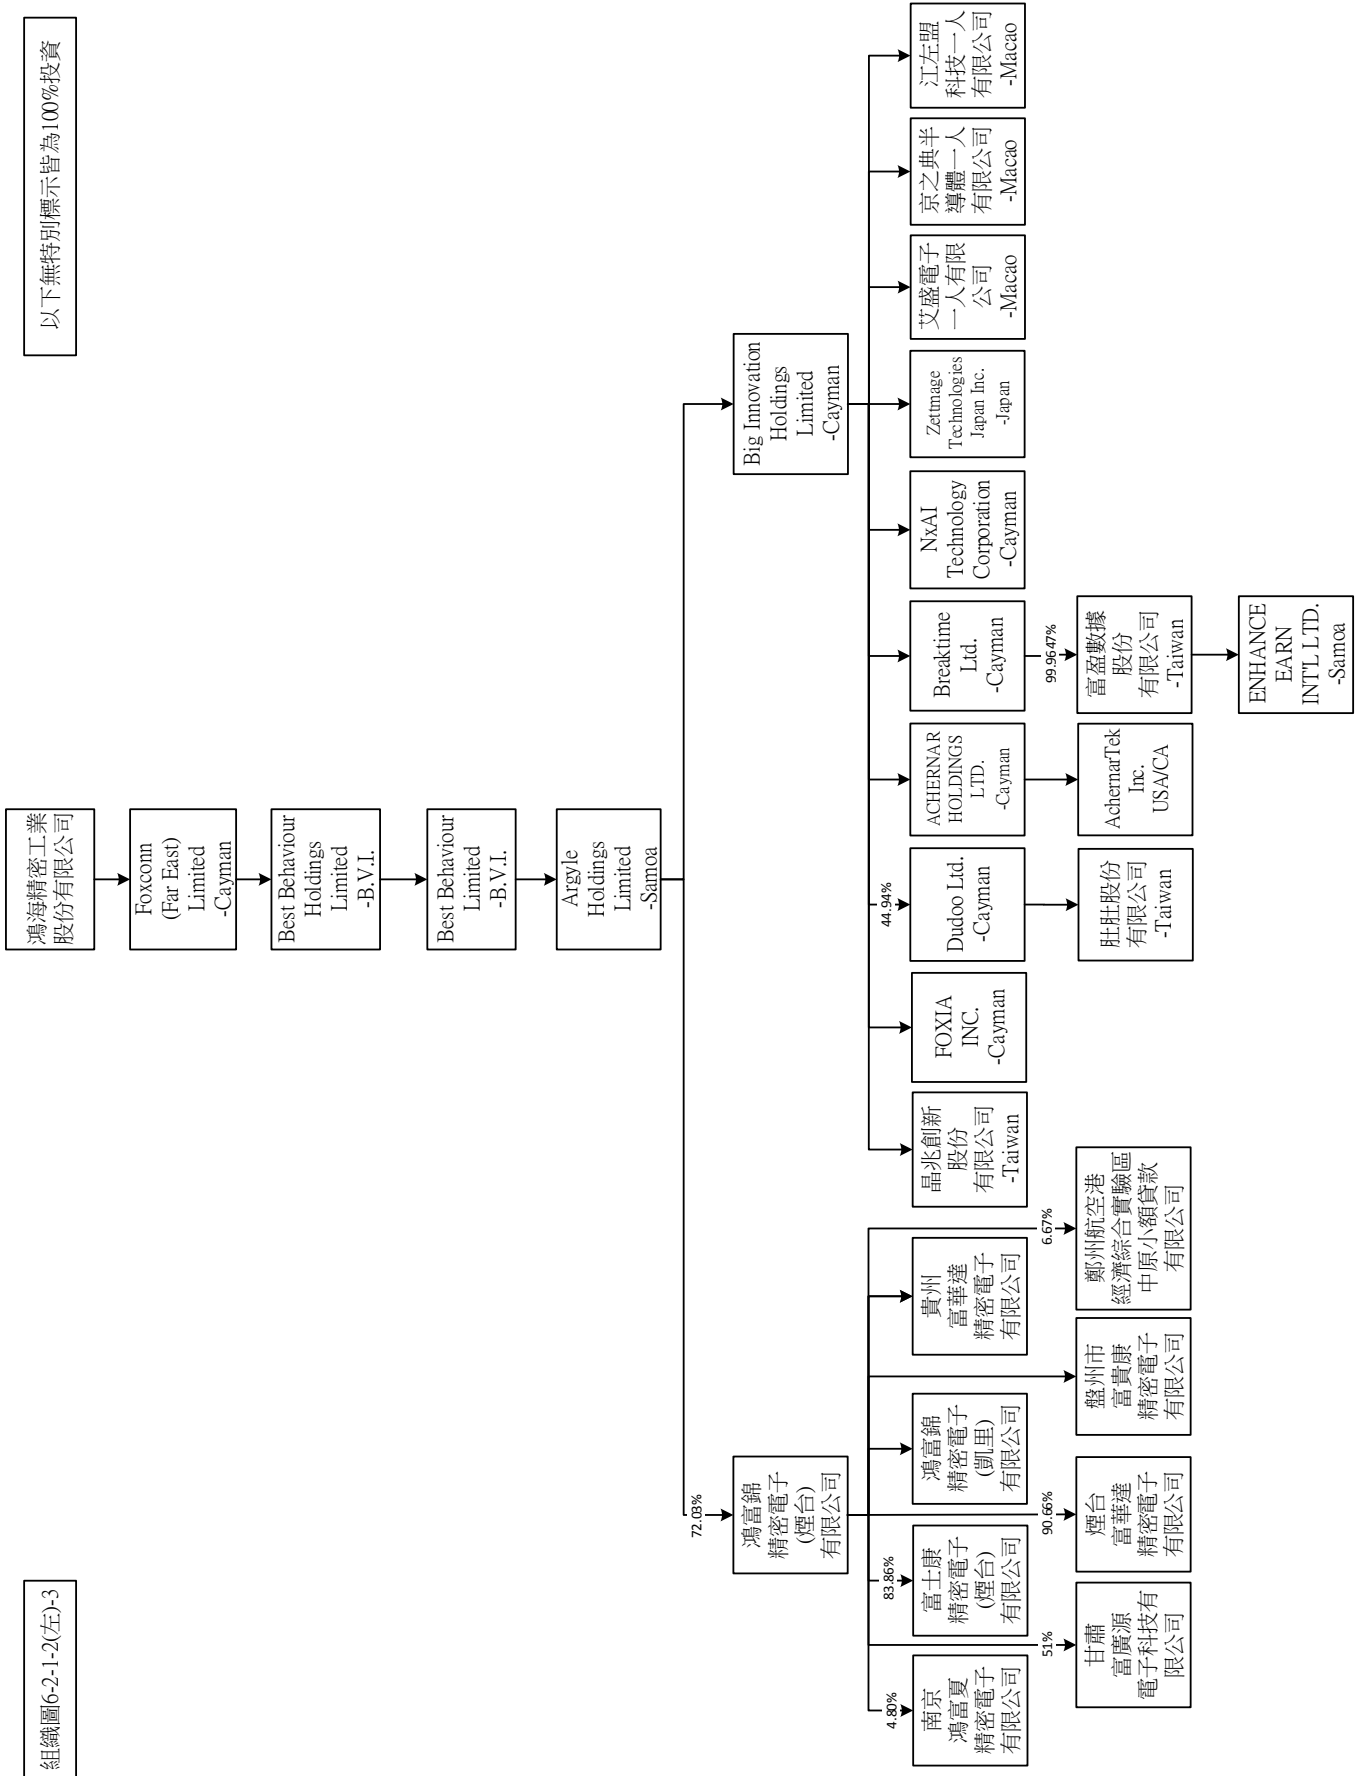 組織圖6-2-1-2(左)-3
以下無特別標示皆為100%投資
鴻海精密工業
股份有限公司
Foxconn
(Far East)
Limited
-Cayman
Best Behaviour
Holdings
Limited
-B.V.I.
Best Behaviour
Limited
-B.V.I.
Argyle
Holdings
Limited
-Samoa
72.03%
鴻富錦
精密電子
(煙台)
有限公司
Big Innovation
Holdings
Limited
-Cayman
4.80%
南京
鴻富夏
精密電子
有限公司
83.86%
富士康
精密電子
(煙台)
有限公司
鴻富錦
精密電子
(凱里)
有限公司
貴州
富華達
精密電子
有限公司
晶兆創新
股份
有限公司
-Taiwan
FOXIA
INC.
-Cayman
44.94%
Dudoo Ltd.
-Cayman
ACHERNAR
HOLDINGS
LTD.
-Cayman
Breaktime
Ltd.
-Cayman
NxAI
Technology
Corporation
-Cayman
Zettmage
Technologies
Japan Inc.
-Japan
艾盛電子
一人有限
公司
-Macao
京之典半
導體一人
有限公司
-Macao
江左盟
科技一人
有限公司
-Macao
51%
甘肅
富廣源
電子科技有
限公司
90.66%
煙台
富華達
精密電子
有限公司
盤州市
富貴康
精密電子
有限公司
6.67%
鄭州航空港
經濟綜合實驗區
中原小額貸款
有限公司
肚肚股份
有限公司
-Taiwan
AchernarTek
Inc.
USA/CA
99.9647%
富盈數據
股份
有限公司
-Taiwan
ENHANCE
EARN
INT'L LTD.
-Samoa